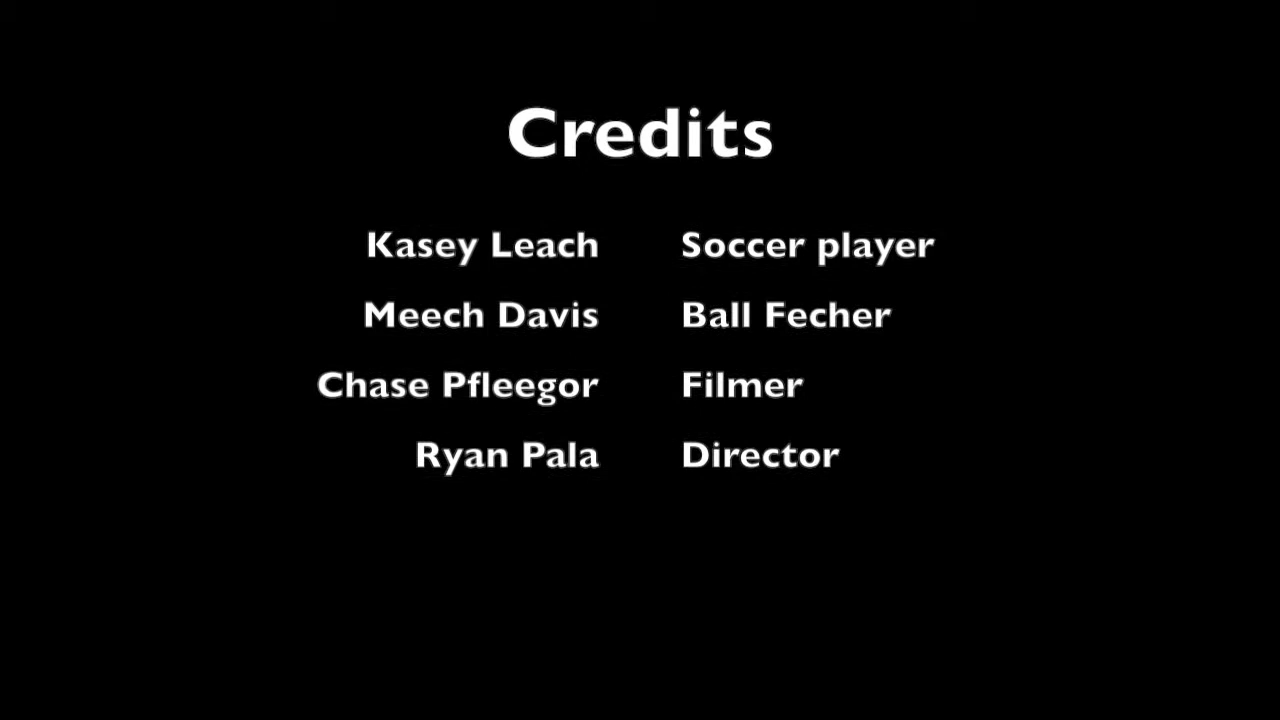 Credits
Kasey Leach Soccer player
Meech Davis Ball Fecher
Chase Pfleegor Filmer
Ryan Pala Director